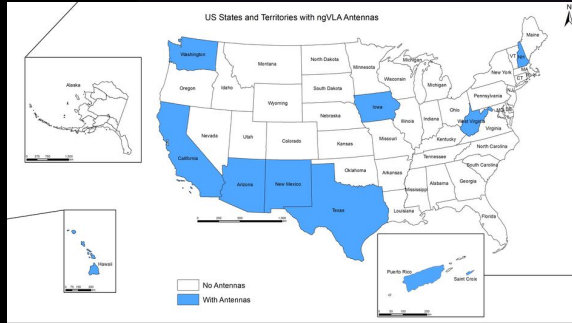 US States and Territories with ngVLA Antennas
N
Washington
Montana
North Dakota
Minnesota
Michigan
Maine
VT
NH
Oregon
Idaho
South Dakota
Wisconsin
Michigan
New York
MA
CT
Wyoming
Iowa
Pennsylvania
NJ
Nebraska
Illinois
Indiana
Ohio
Nevada
Utah
Colorado
Kansas
Missouri
West Virginia
Virginia
Kentucky
California
North Carolina
Tennessee
Arizona
New Mexico
Oklahoma
Arkansas
South Carolina
Mississippi
Alabama
Georgia
Texas
Louisiana
Florida
Alaska
Hawaii
Puerto Rico
Saint Croix
No Antennas
With Antennas